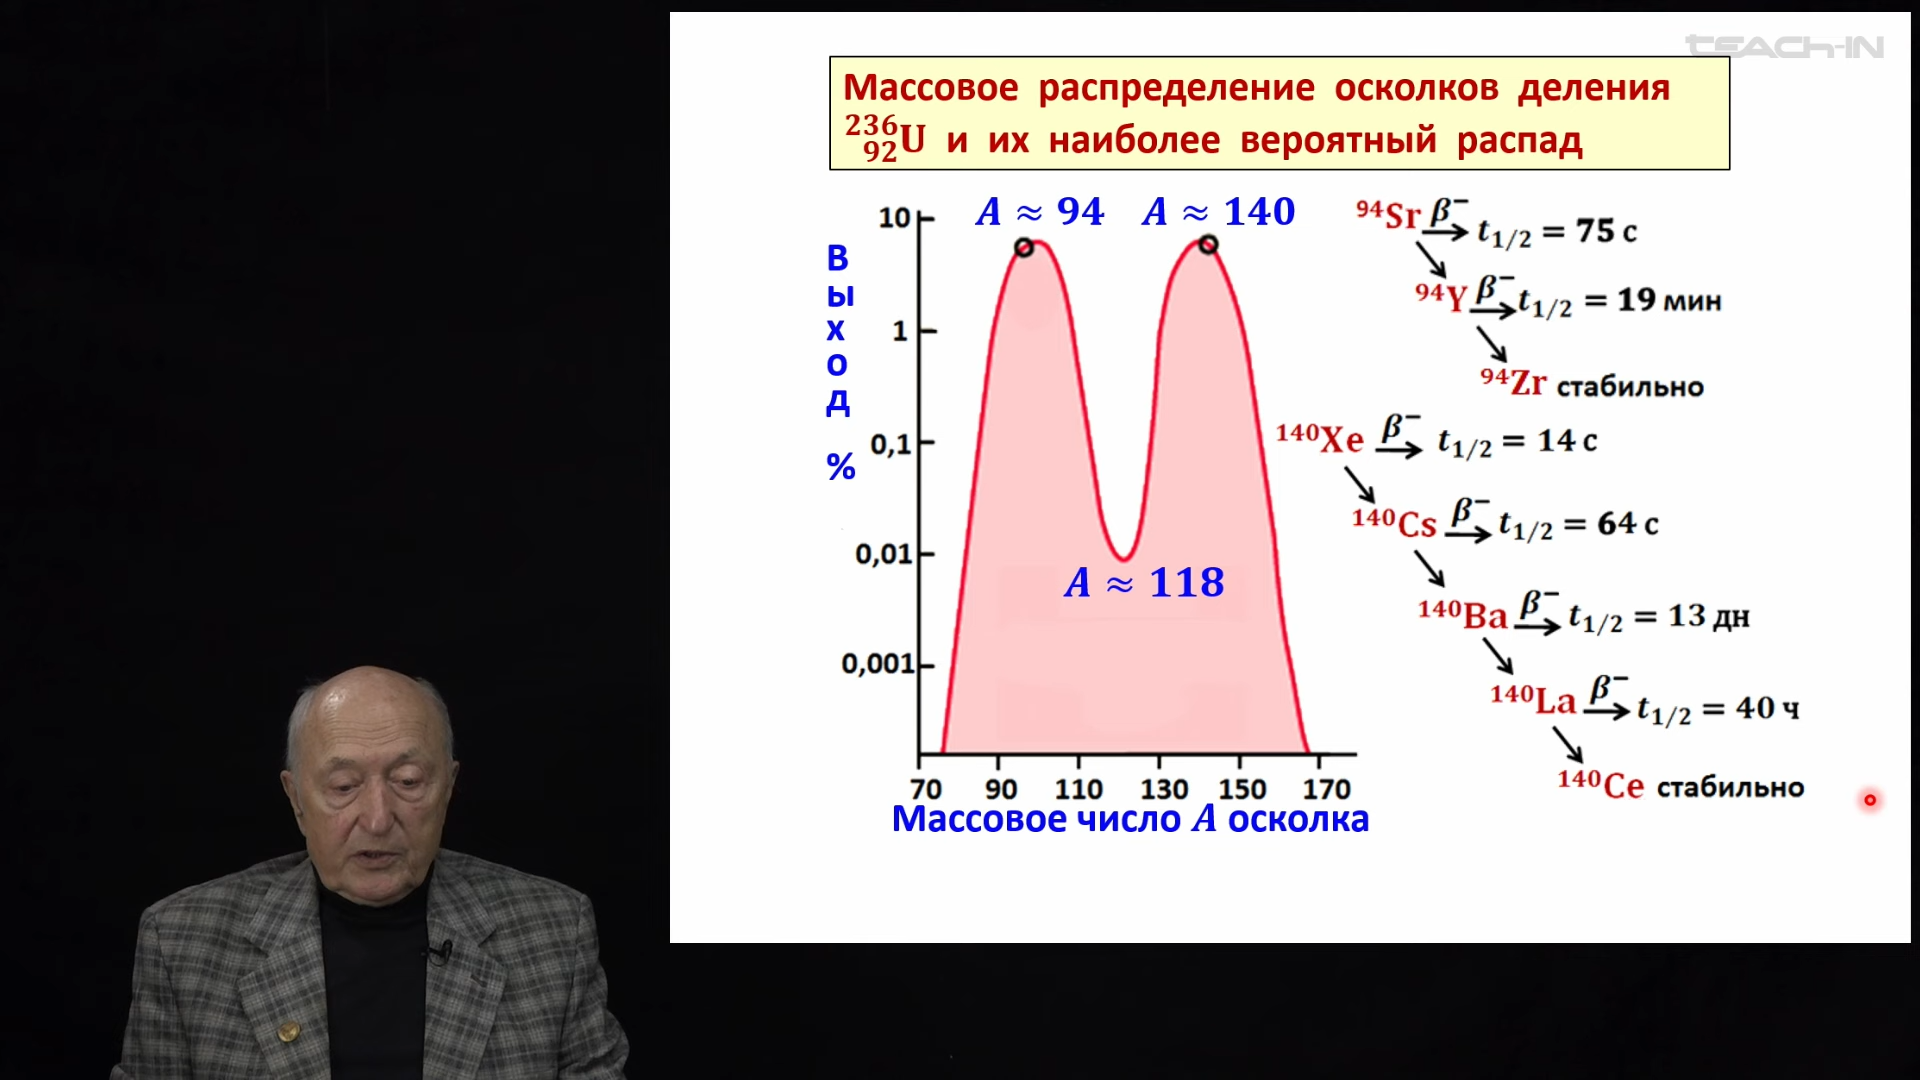 TEACH-IN
Массовое распределение осколков деления
²³⁶₉₂U и их наиболее вероятный распад
A ≈ 94 A ≈ 140
Выход %
10
1
0,1
0,01
0,001
A ≈ 118
70 90 110 130 150 170
Массовое число A осколка
⁹⁴Sr β⁻ t₁/₂ = 75 с
⁹⁴Y β⁻ t₁/₂ = 19 мин
⁹⁴Zr стабильно
¹⁴⁰Xe β⁻ t₁/₂ = 14 с
¹⁴⁰Cs β⁻ t₁/₂ = 64 с
¹⁴⁰Ba β⁻ t₁/₂ = 13 дн
¹⁴⁰La β⁻ t₁/₂ = 40 ч
¹⁴⁰Ce стабильно